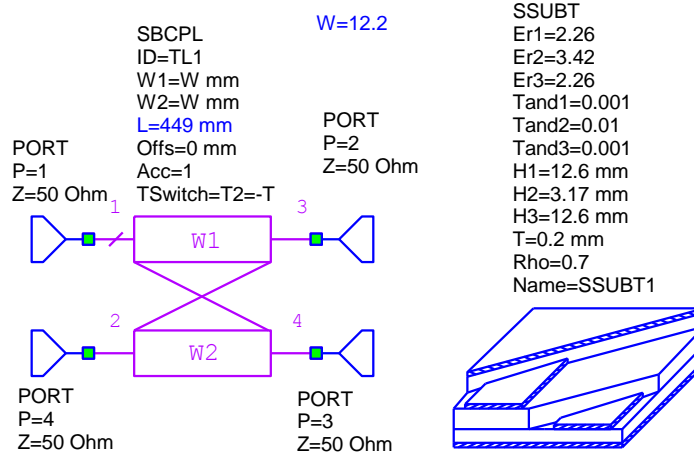 W=12.2
SBCPL
ID=TL1
W1=W mm
W2=W mm
L=449 mm
Offs=0 mm
Acc=1
TSwitch=T2=-T
SSUBT
Er1=2.26
Er2=3.42
Er3=2.26
Tand1=0.001
Tand2=0.01
Tand3=0.001
H1=12.6 mm
H2=3.17 mm
H3=12.6 mm
T=0.2 mm
Rho=0.7
Name=SSUBT1
PORT
P=1
Z=50 Ohm
PORT
P=2
Z=50 Ohm
1
3
W1
2
4
W2
PORT
P=4
Z=50 Ohm
PORT
P=3
Z=50 Ohm